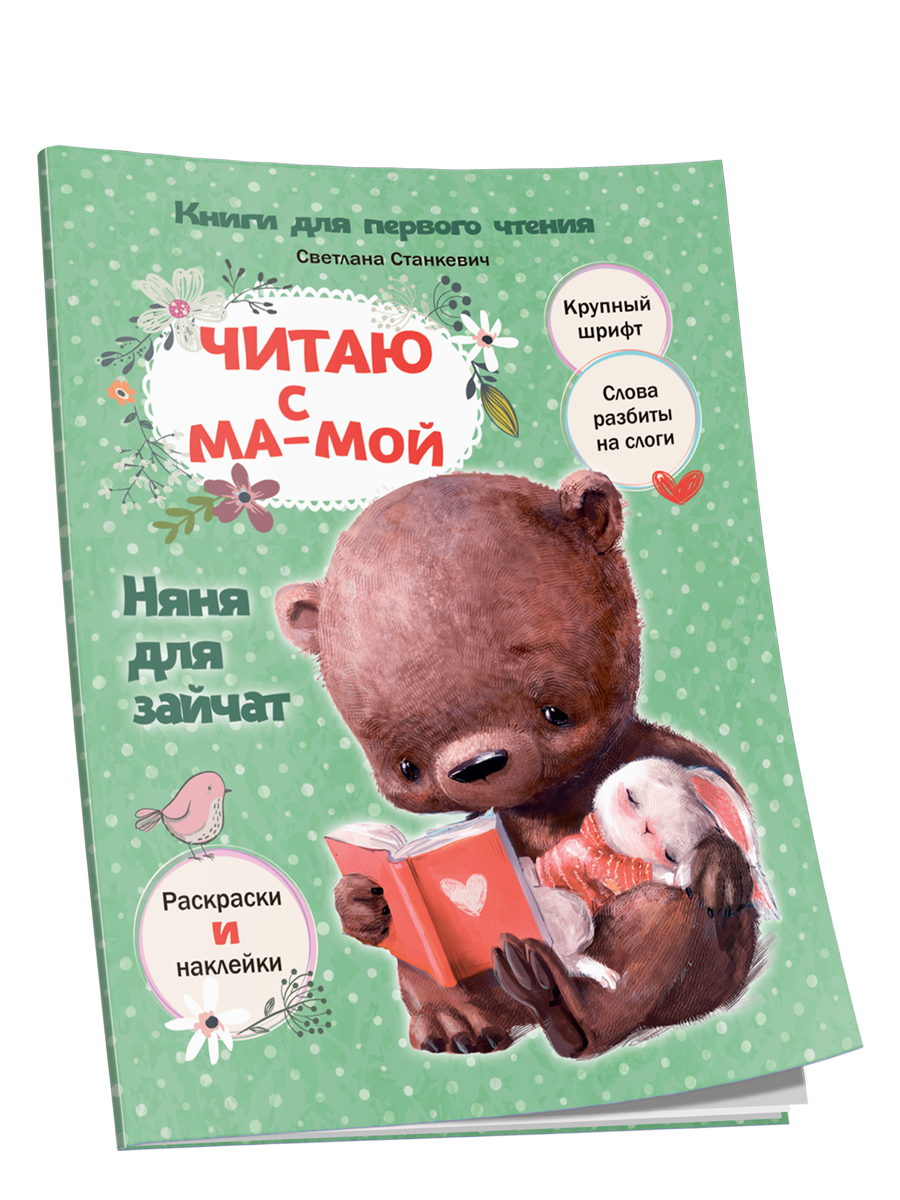 Книги для первого чтения
Светлана Станкевич
ЧИТАЮ
С
МА-МОЙ
Крупный
шрифт
Слова
разбиты
на слоги
Няня
для
зайчат
Раскраски
и
наклейки